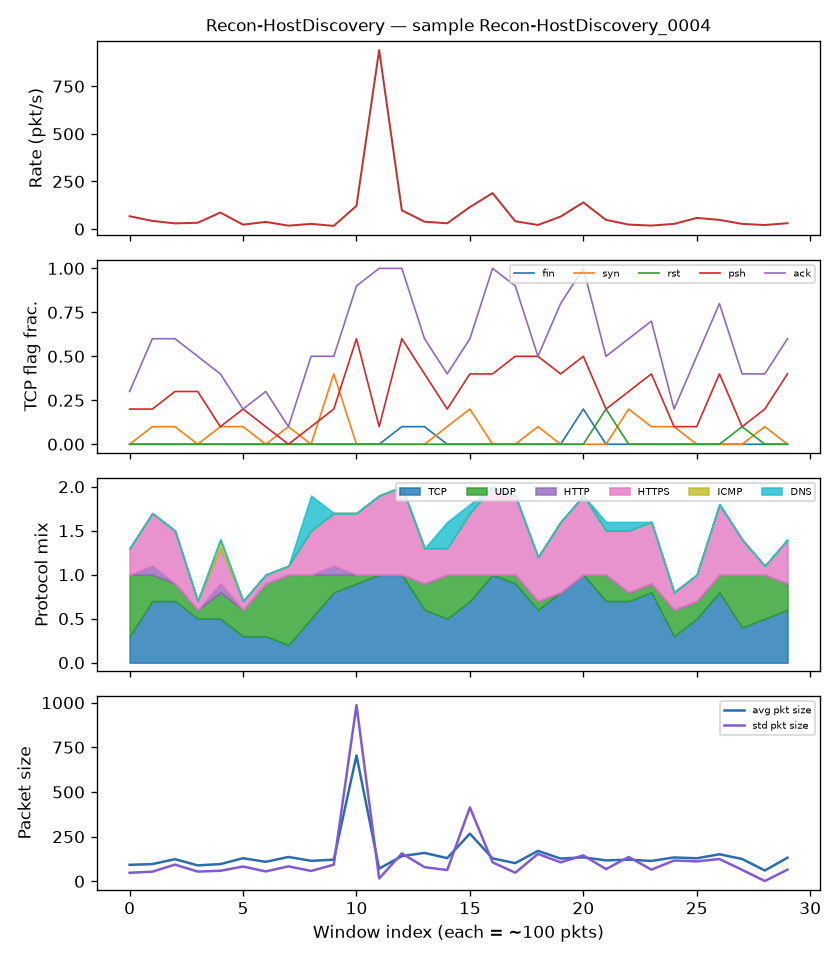 Recon-HostDiscovery — sample Recon-HostDiscovery_0004
Rate (pkt/s)
750
500
250
0
TCP flag frac.
1.00
0.75
0.50
0.25
0.00
fin syn rst psh ack
Protocol mix
2.0
1.5
1.0
0.5
0.0
TCP UDP HTTP HTTPS ICMP DNS
Packet size
1000
750
500
250
0
avg pkt size
std pkt size
0 5 10 15 20 25 30
Window index (each = ~100 pkts)